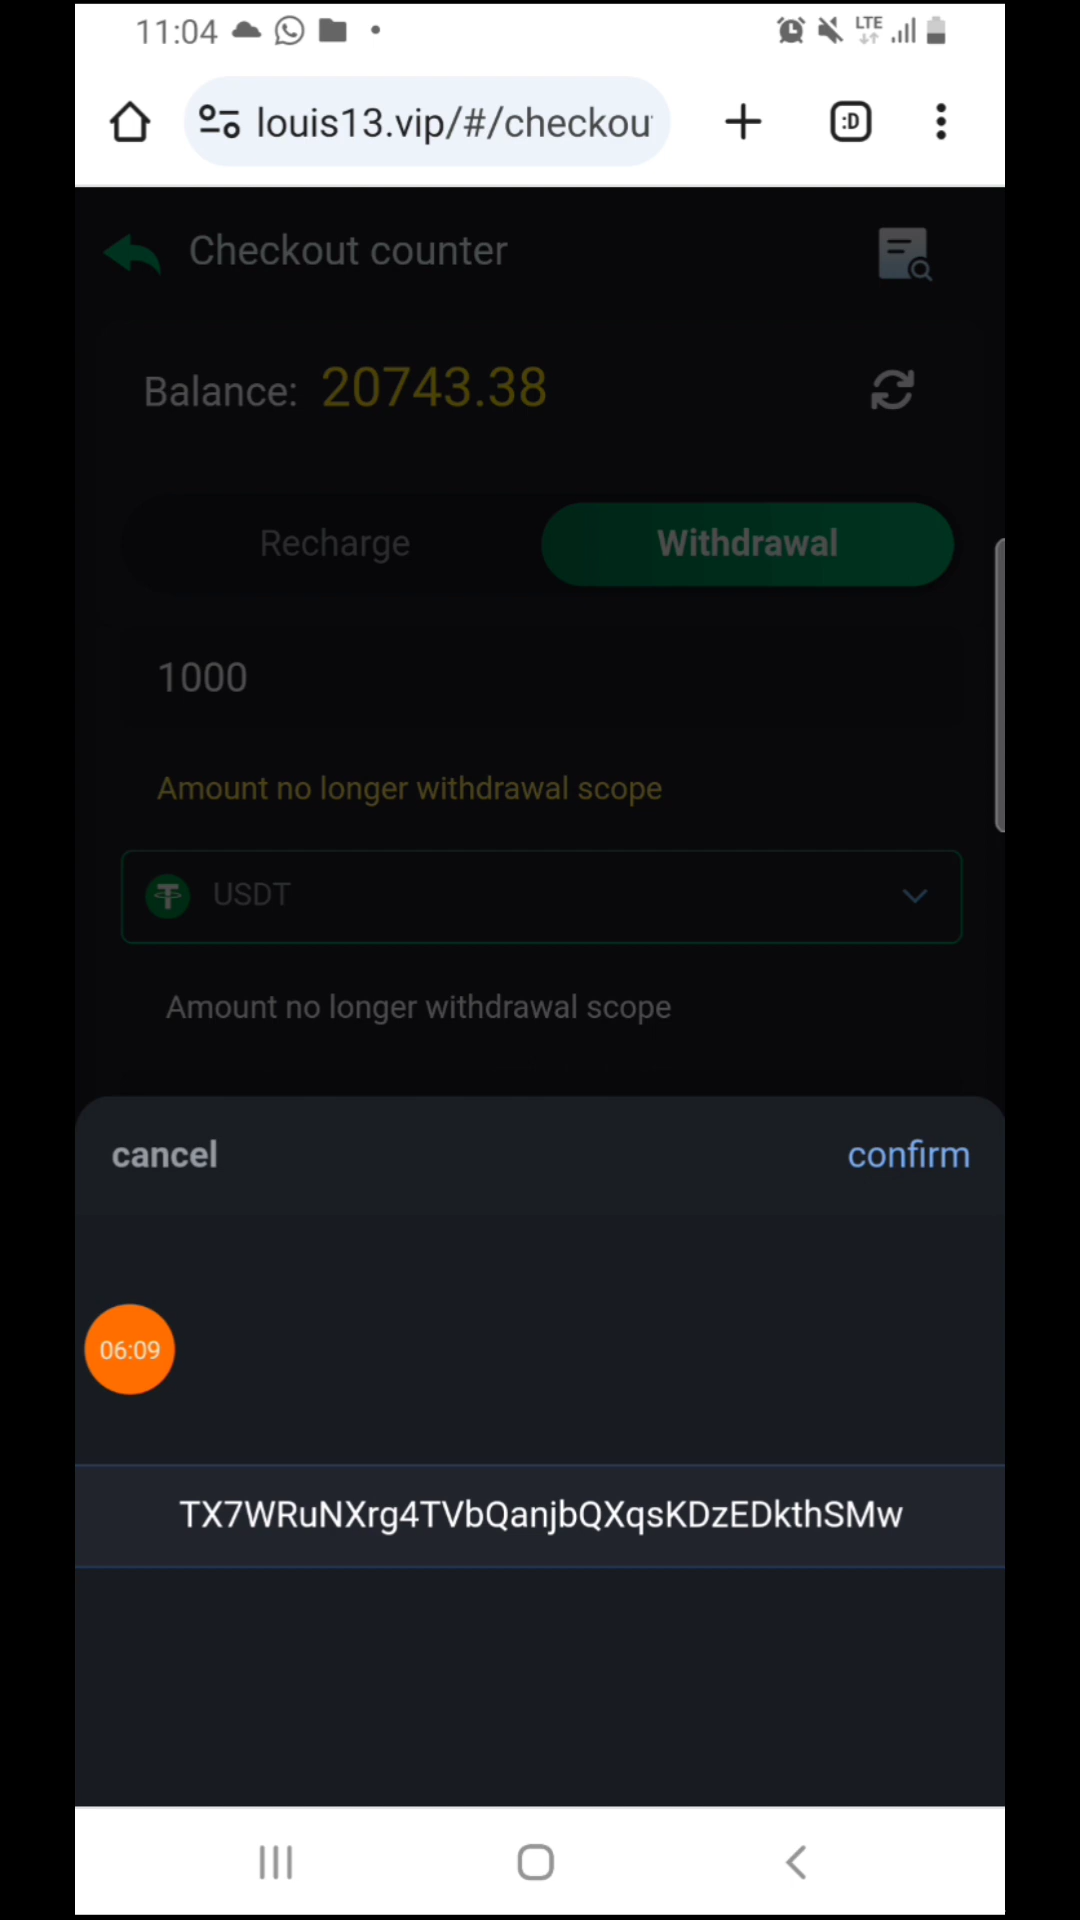 11:04
LTE
louis13.vip/#/checkou
:D
Checkout counter
Balance: 20743.38
Recharge
Withdrawal
1000
Amount no longer withdrawal scope
USDT
Amount no longer withdrawal scope
cancel
confirm
06:09
TX7WRuNXrg4TVbQanjbQXqsKDzEDkthSMw